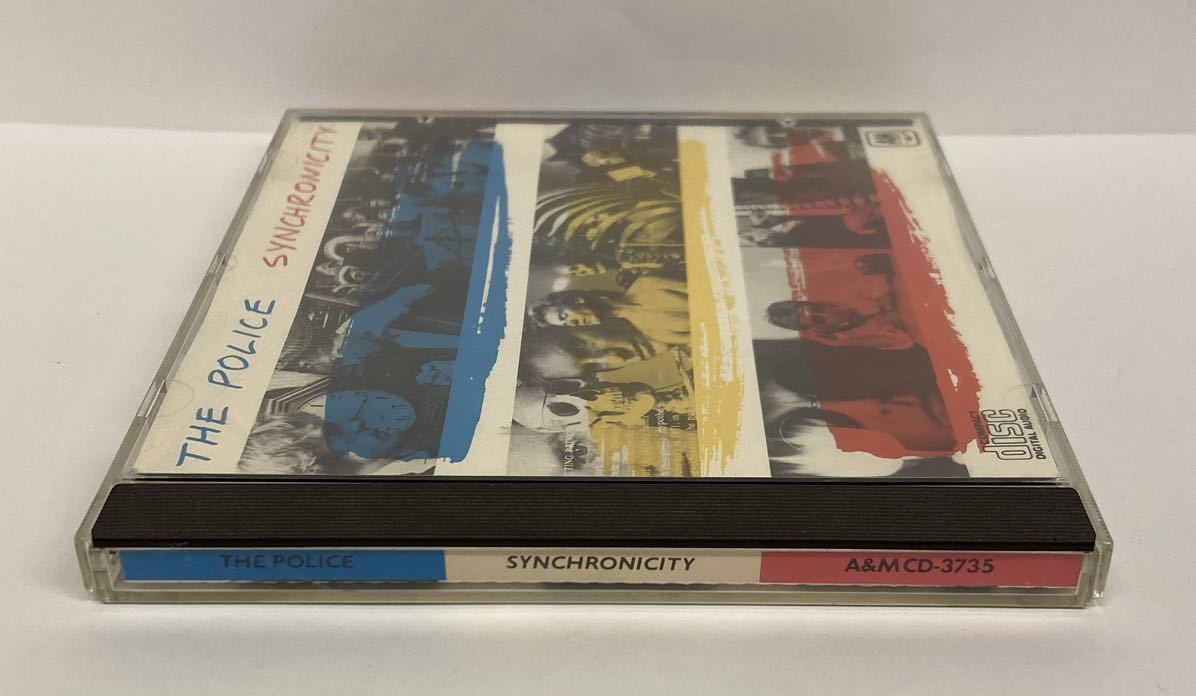 THE POLICE SYNCHRONICITY
A&M
COMPACT
disc
DIGITAL AUDIO
THE POLICE SYNCHRONICITY A&M CD-3735